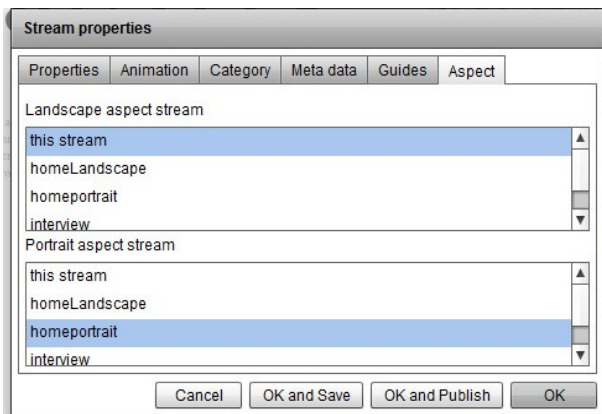 Stream properties
Properties Animation Category Meta data Guides Aspect
Landscape aspect stream
this stream
homeLandscape
homeportrait
interview
Portrait aspect stream
this stream
homeLandscape
homeportrait
interview
Cancel OK and Save OK and Publish OK